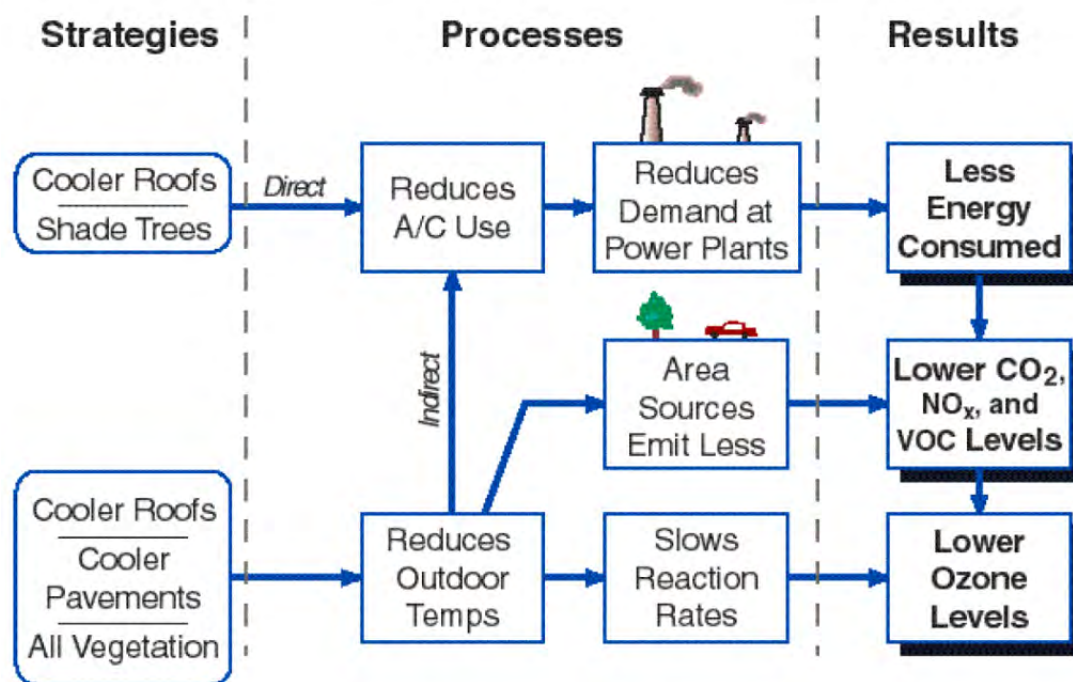 Strategies
Processes
Results
Cooler Roofs
Shade Trees
Direct
Reduces
A/C Use
Reduces
Demand at
Power Plants
Less
Energy
Consumed
Indirect
Area
Sources
Emit Less
Lower CO₂,
NOₓ, and
VOC Levels
Cooler Roofs
Cooler
Pavements
All Vegetation
Reduces
Outdoor
Temps
Slows
Reaction
Rates
Lower
Ozone
Levels